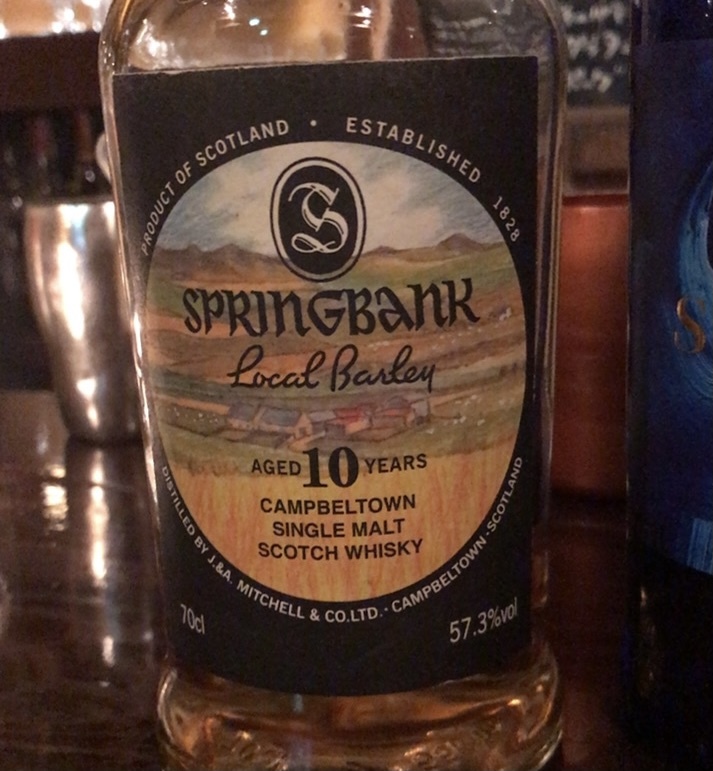 PRODUCT OF SCOTLAND • ESTABLISHED 1828
S
SPRINGBANK
Local Barley
AGED 10 YEARS
CAMPBELTOWN
SINGLE MALT
SCOTCH WHISKY
DISTILLED BY J.&A. MITCHELL & CO.LTD. · CAMPBELTOWN · SCOTLAND
70cl
57.3%vol
S